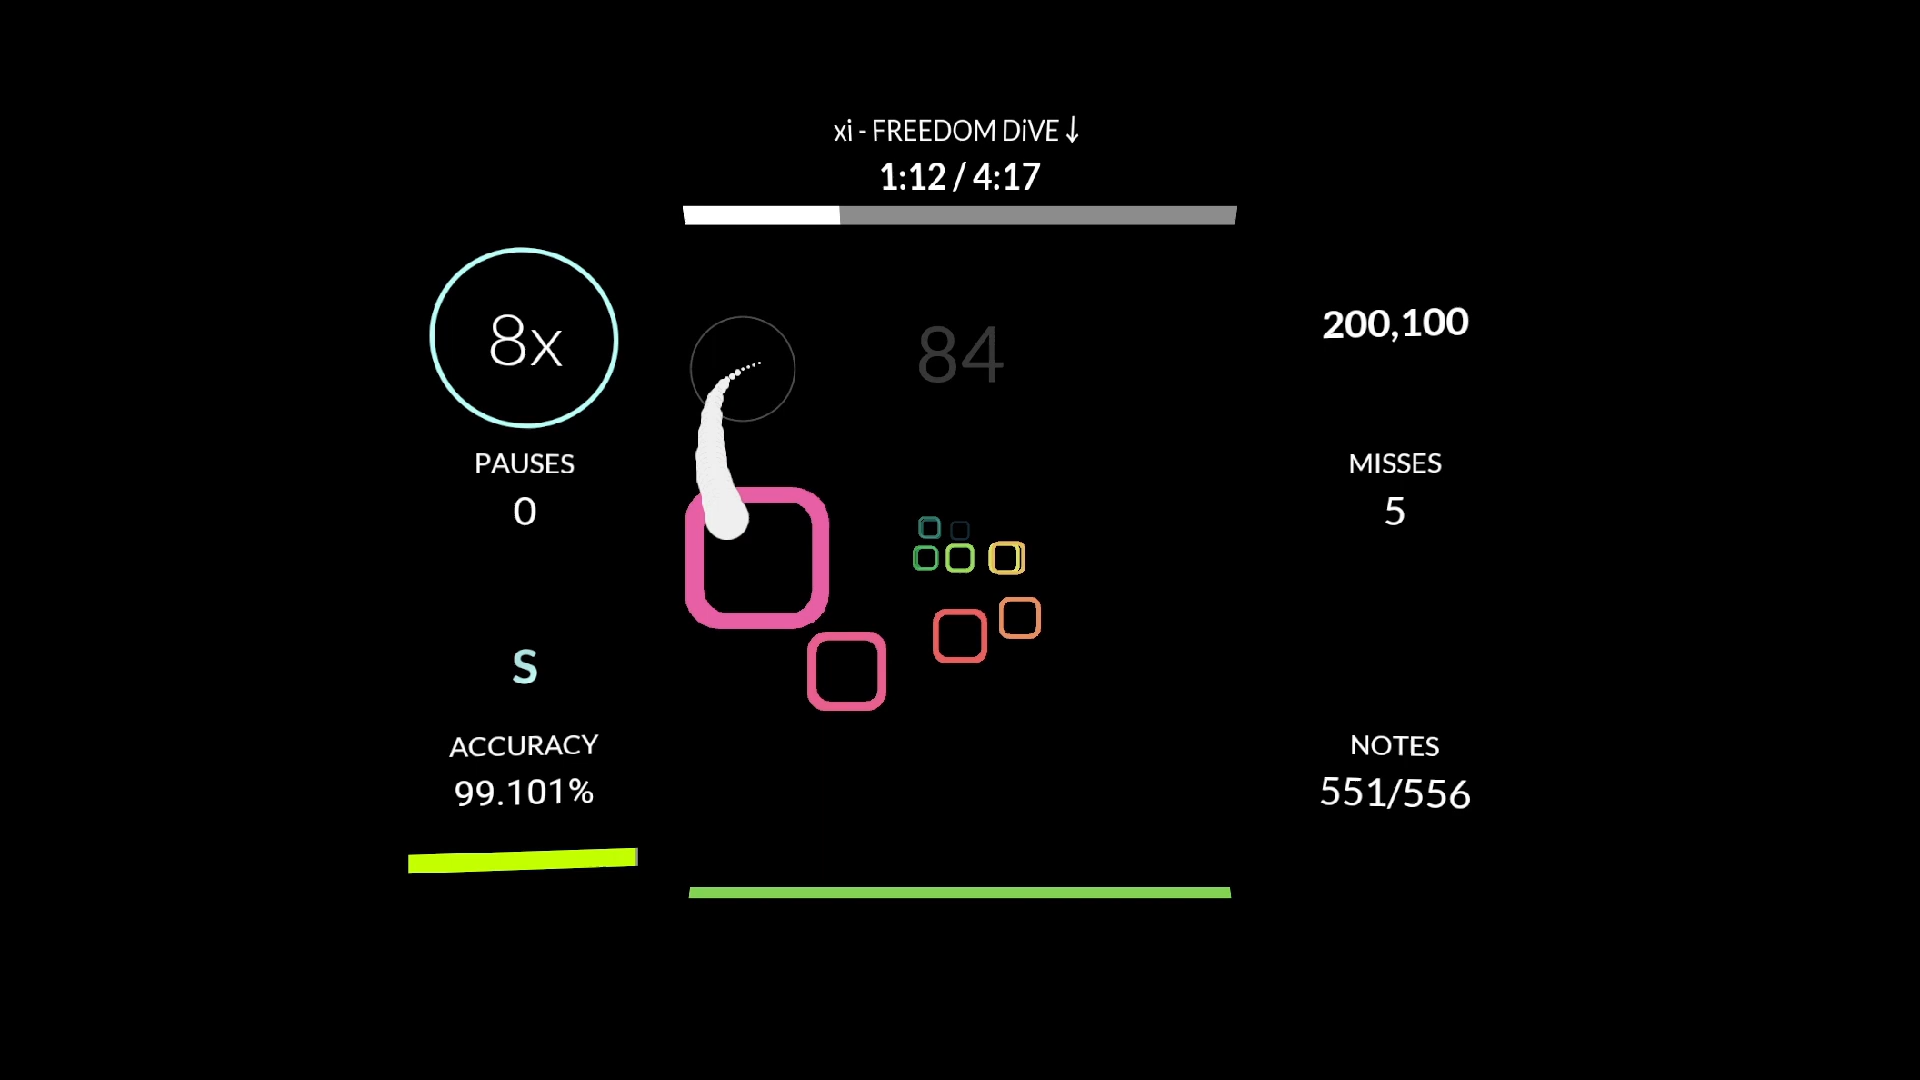 xi - FREEDOM DiVE↓
1:12 / 4:17
8x
84
200,100
PAUSES
0
MISSES
5
S
ACCURACY
99.101%
NOTES
551/556